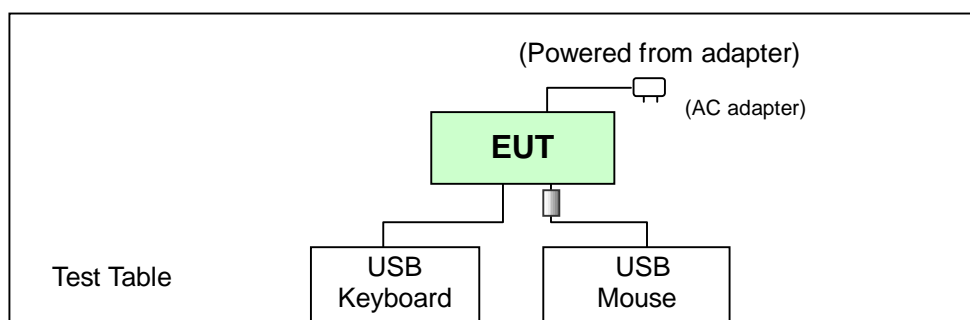 (Powered from adapter)
(AC adapter)
EUT
Test Table
USB
Keyboard
USB
Mouse